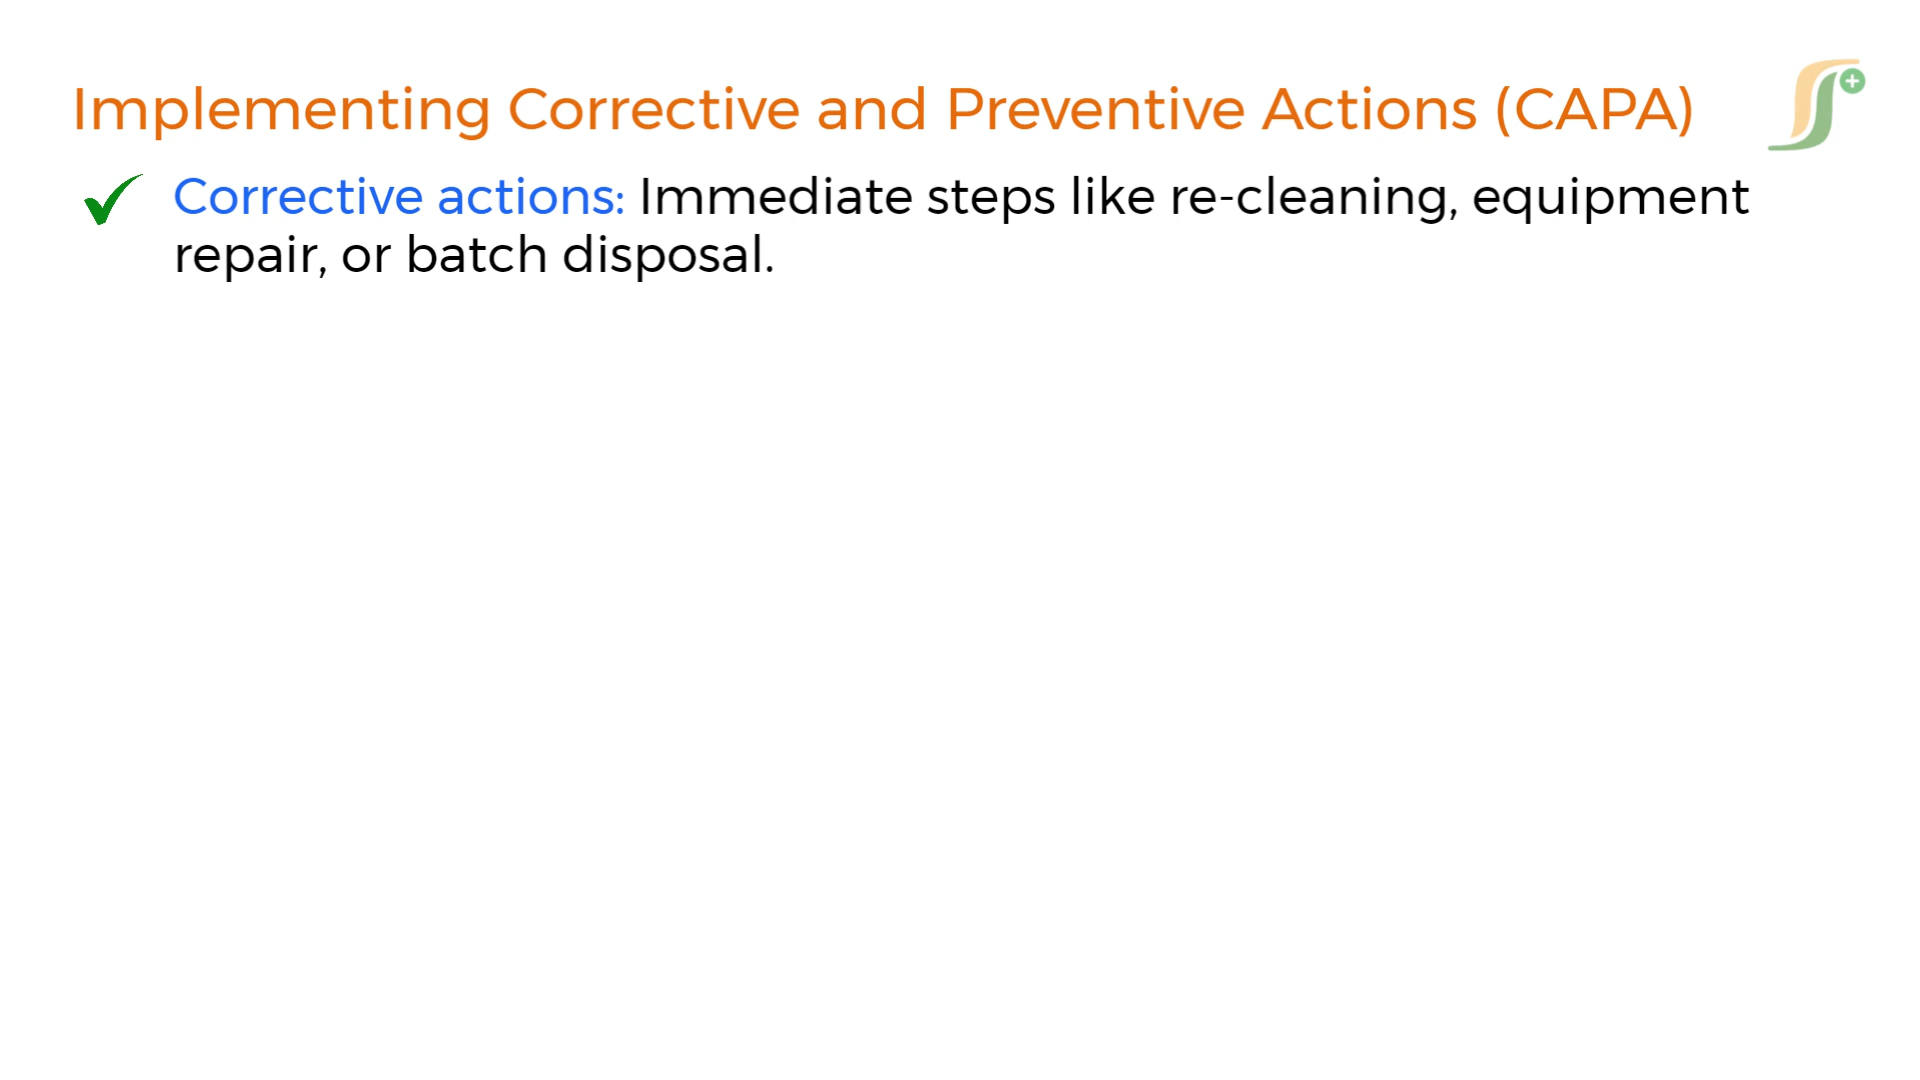 Implementing Corrective and Preventive Actions (CAPA)
Corrective actions: Immediate steps like re-cleaning, equipment
repair, or batch disposal.